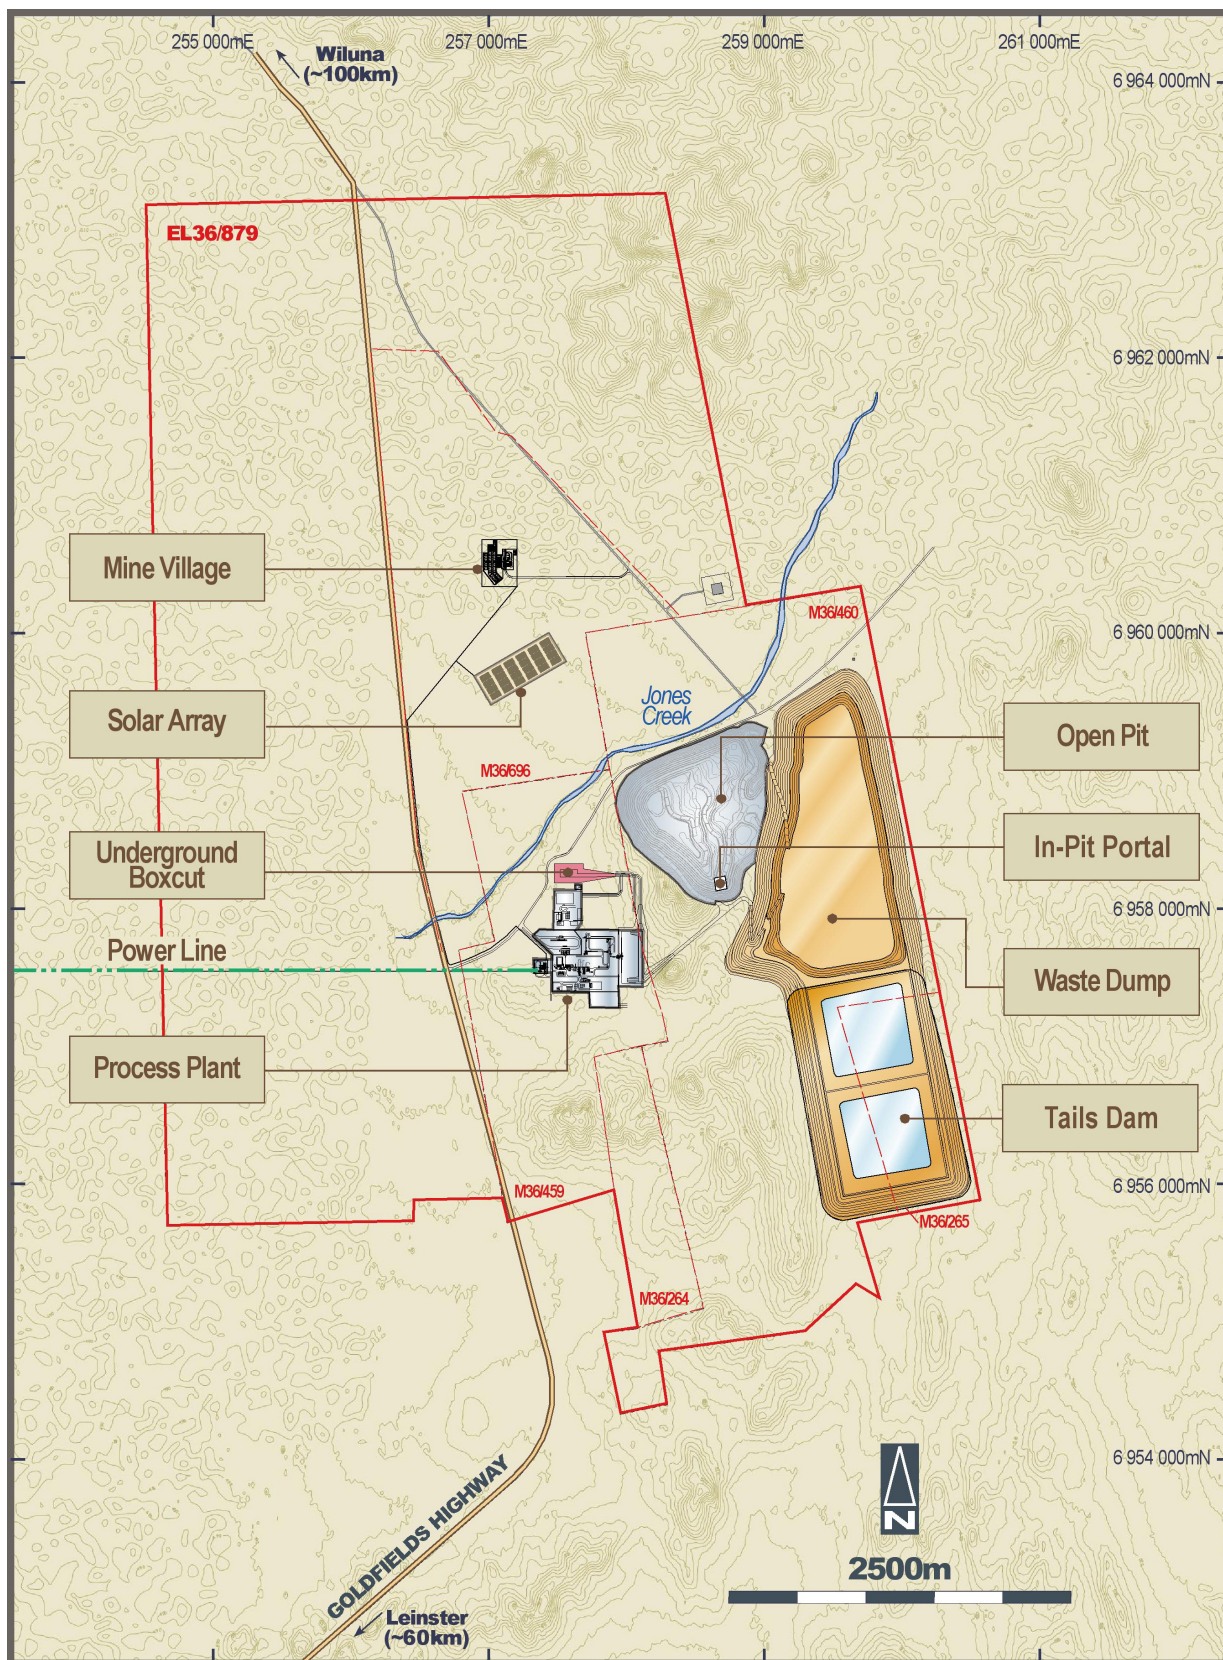 255 000mE
257 000mE
259 000mE
261 000mE
Wiluna
(~100km)
6 964 000mN
EL36/879
6 962 000mN
Mine Village
M36/460
6 960 000mN
Jones
Creek
Solar Array
Open Pit
M36/696
Underground
Boxcut
In-Pit Portal
6 958 000mN
Power Line
Waste Dump
Process Plant
Tails Dam
M36/459
6 956 000mN
M36/265
M36/264
6 954 000mN
GOLDFIELDS HIGHWAY
N
2500m
Leinster
(~60km)